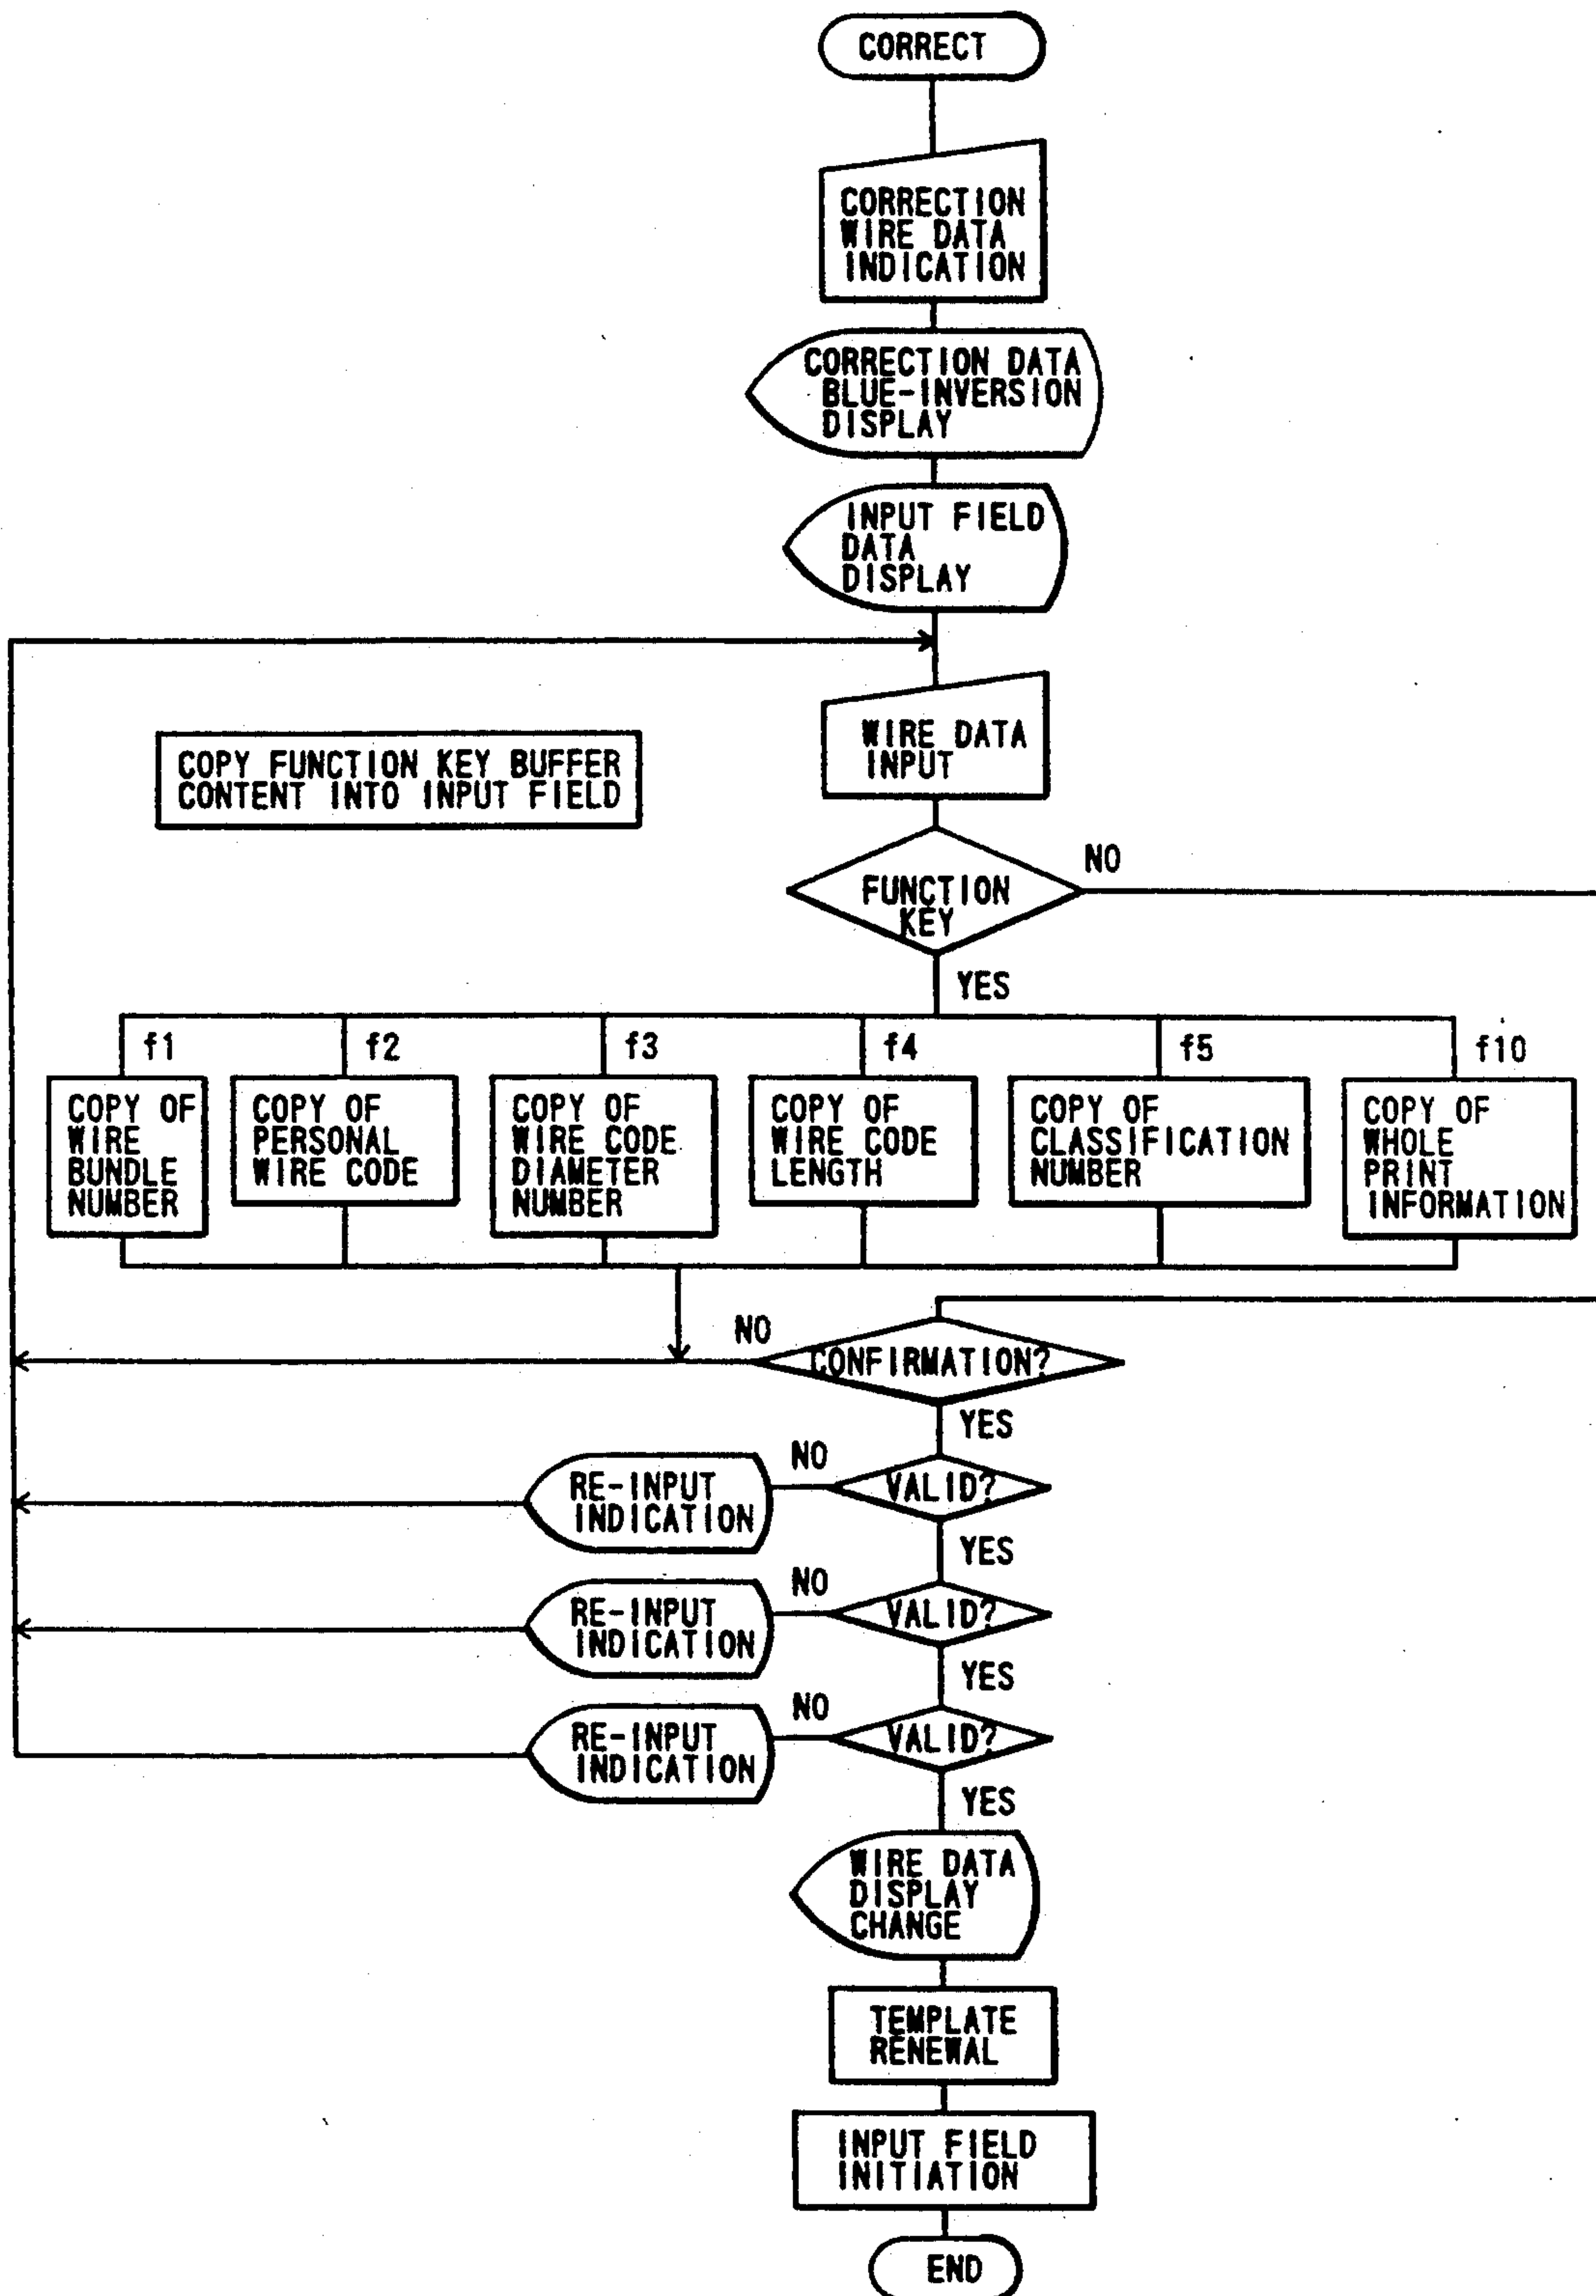 CORRECT
CORRECTION
WIRE DATA
INDICATION
CORRECTION DATA
BLUE-INVERSION
DISPLAY
INPUT FIELD
DATA
DISPLAY
WIRE DATA
INPUT
COPY FUNCTION KEY BUFFER
CONTENT INTO INPUT FIELD
FUNCTION
KEY
NO
YES
f1
COPY OF
WIRE
BUNDLE
NUMBER
f2
COPY OF
PERSONAL
WIRE CODE
f3
COPY OF
WIRE CODE
DIAMETER
NUMBER
f4
COPY OF
WIRE CODE
LENGTH
f5
COPY OF
CLASSIFICATION
NUMBER
f10
COPY OF
WHOLE
PRINT
INFORMATION
NO
CONFIRMATION?
YES
RE-INPUT
INDICATION
NO
VALID?
YES
RE-INPUT
INDICATION
NO
VALID?
YES
RE-INPUT
INDICATION
NO
VALID?
YES
WIRE DATA
DISPLAY
CHANGE
TEMPLATE
RENEWAL
INPUT FIELD
INITIATION
END